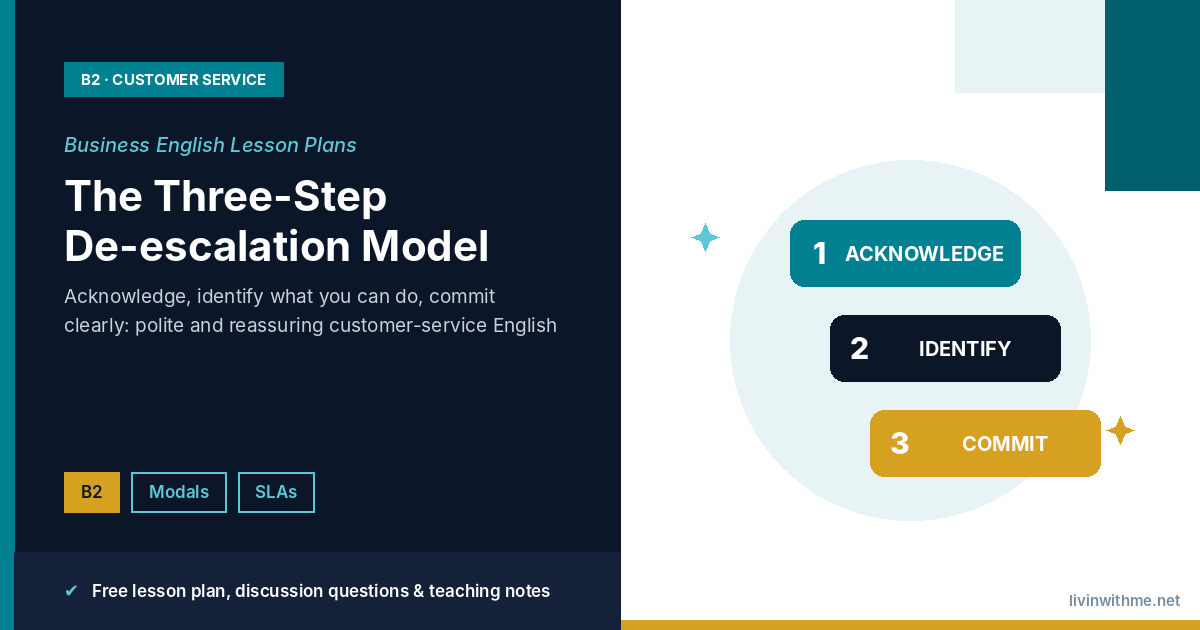 B2 · CUSTOMER SERVICE
Business English Lesson Plans
The Three-Step
De-escalation Model
Acknowledge, identify what you can do, commit
clearly: polite and reassuring customer-service English
B2
Modals
SLAs
✔ Free lesson plan, discussion questions & teaching notes
1 ACKNOWLEDGE
2 IDENTIFY
3 COMMIT
livinwithme.net